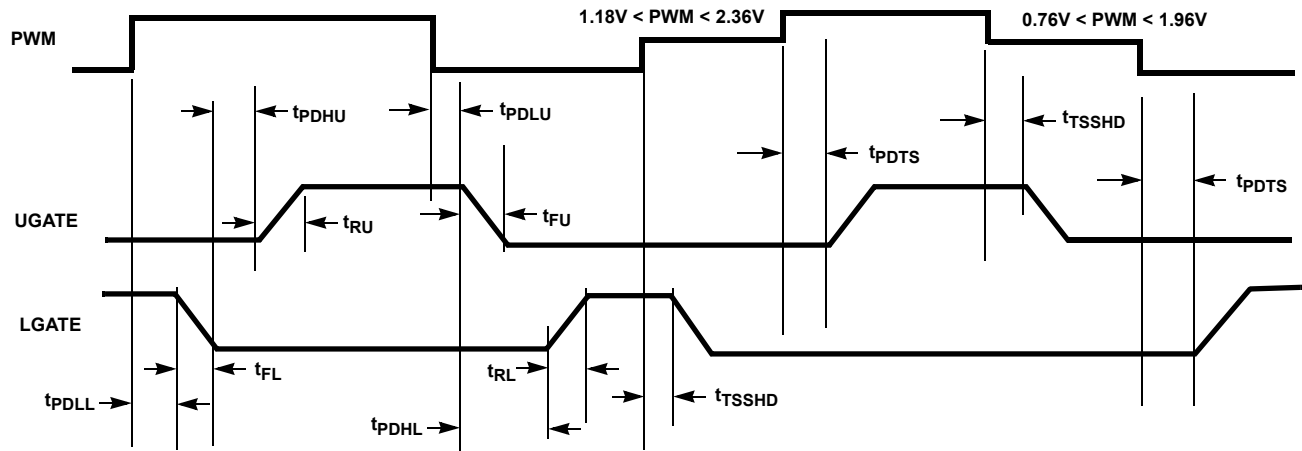 1.18V < PWM < 2.36V
0.76V < PWM < 1.96V
PWM
tPDHU
tPDLU
tTSSHD
tPDTS
tPDTS
UGATE
tRU
tFU
LGATE
tFL
tRL
tPDLL
tTSSHD
tPDHL